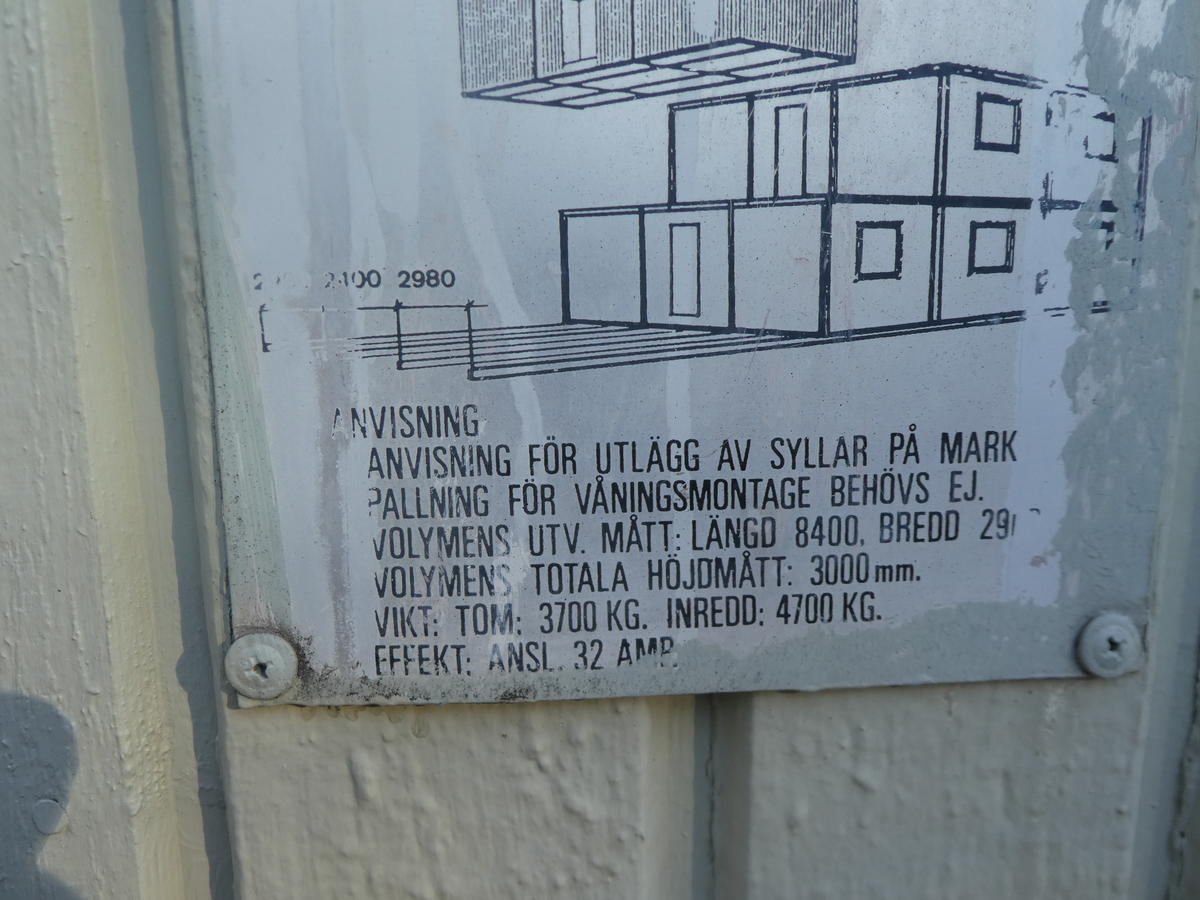 2400 2980
ANVISNING
ANVISNING FÖR UTLÄGG AV SYLLAR PÅ MARK
PALLNING FÖR VÅNINGSMONTAGE BEHÖVS EJ.
VOLYMENS UTV. MÅTT: LÄNGD 8400, BREDD
VOLYMENS TOTALA HÖJDMÅTT: 3000 mm.
VIKT: TOM: 3700 KG. INREDD: 4700 KG.
EFFEKT: ANSL. 32 AMP.